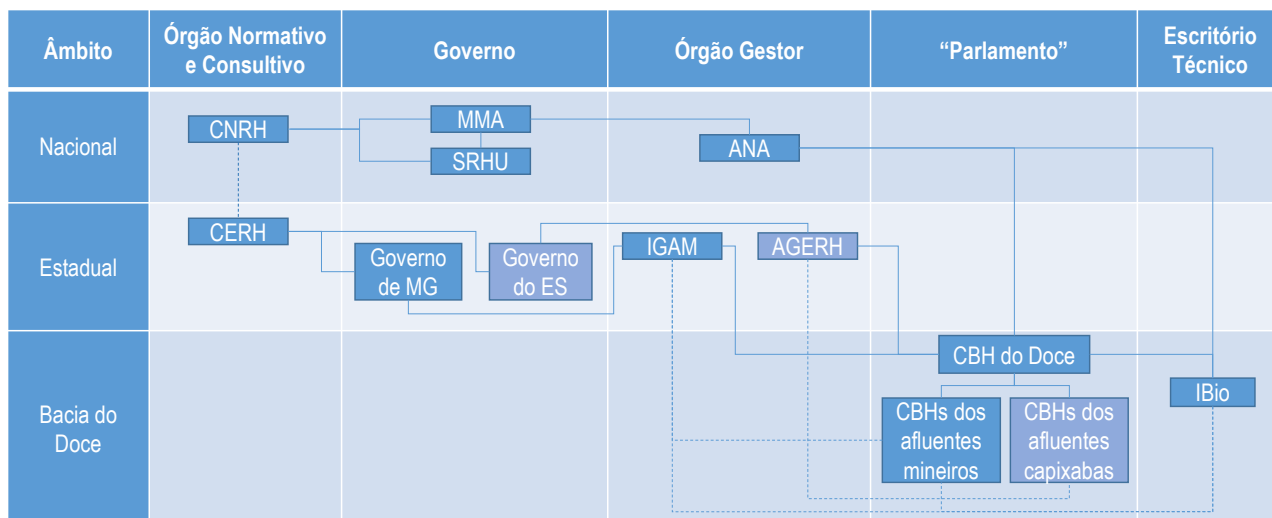 Âmbito
Órgão Normativo
e Consultivo
Governo
Órgão Gestor
“Parlamento”
Escritório
Técnico
Nacional
CNRH
MMA
SRHU
ANA
Estadual
CERH
Governo
de MG
Governo
do ES
IGAM
AGERH
Bacia do
Doce
CBH do Doce
CBHs dos
afluentes
mineiros
CBHs dos
afluentes
capixabas
IBio